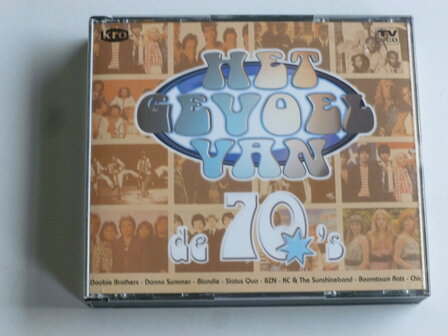 kro
TV
CD
HET
GEVOEL
VAN
de 70's
Doobie Brothers - Donna Summer - Blondie - Status Quo - BZN - KC & The Sunshineband - Boomtown Rats - Chic